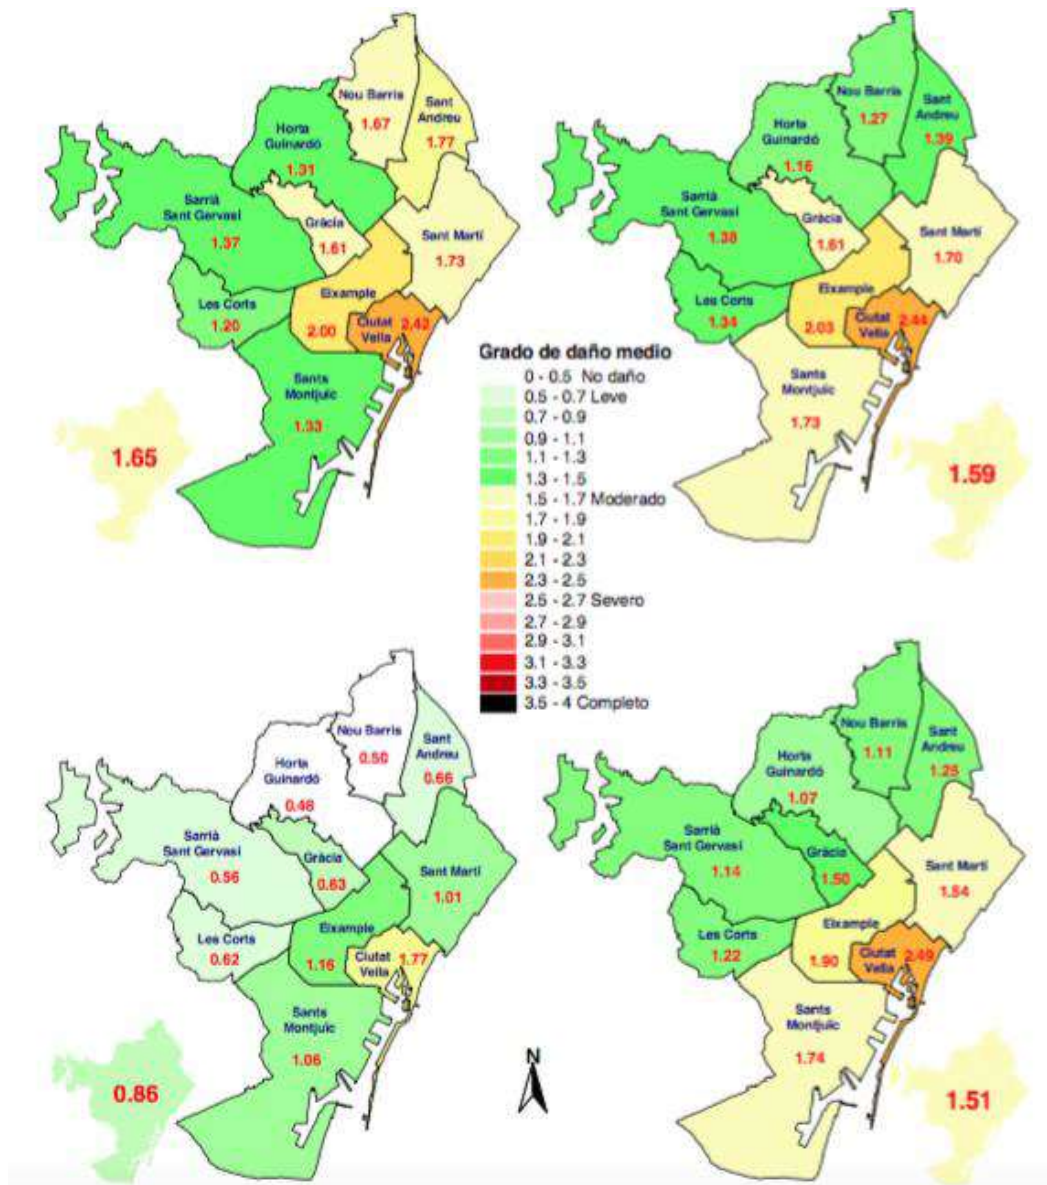 Nou Barris
1.67
Sant
Andreu
1.77
Horta
Guinardó
1.31
Sarrià
Sant Gervasi
1.37
Gràcia
1.61
Sant Martí
1.73
Les Corts
1.20
Eixample
2.00
Ciutat
Vella
2.42
Sants
Montjuïc
1.33
1.65
Nou Barris
1.27
Sant
Andreu
1.39
Horta
Guinardó
1.16
Sarrià
Sant Gervasi
1.38
Gràcia
1.61
Sant Martí
1.70
Les Corts
1.34
Eixample
2.03
Ciutat
Vella
2.44
Sants
Montjuïc
1.73
1.59
Grado de daño medio
0 - 0.5 No daño
0.5 - 0.7 Leve
0.7 - 0.9
0.9 - 1.1
1.1 - 1.3
1.3 - 1.5
1.5 - 1.7 Moderado
1.7 - 1.9
1.9 - 2.1
2.1 - 2.3
2.3 - 2.5
2.5 - 2.7 Severo
2.7 - 2.9
2.9 - 3.1
3.1 - 3.3
3.3 - 3.5
3.5 - 4 Completo
Nou Barris
0.50
Sant
Andreu
0.66
Horta
Guinardó
0.48
Sarrià
Sant Gervasi
0.56
Gràcia
0.63
Sant Martí
1.01
Les Corts
0.62
Eixample
1.16
Ciutat
Vella
1.77
Sants
Montjuïc
1.06
0.86
N
Nou Barris
1.11
Sant
Andreu
1.25
Horta
Guinardó
1.07
Sarrià
Sant Gervasi
1.14
Gràcia
1.50
Sant Martí
1.54
Les Corts
1.22
Eixample
1.90
Ciutat
Vella
2.49
Sants
Montjuïc
1.74
1.51